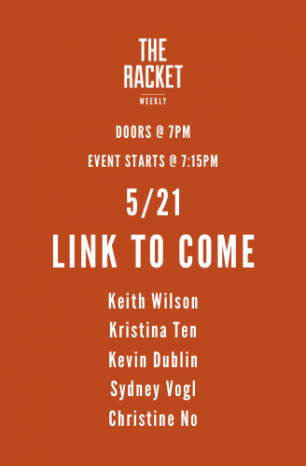 THE
RACKET
WEEKLY
DOORS @ 7PM
EVENT STARTS @ 7:15PM
5/21
LINK TO COME
Keith Wilson
Kristina Ten
Kevin Dublin
Sydney Vogl
Christine No